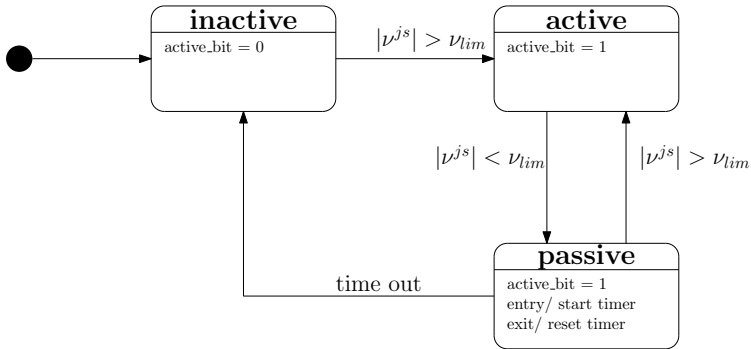 inactive
active_bit = 0
|ν^{js}| > ν_{lim}
active
active_bit = 1
|ν^{js}| < ν_{lim}
|ν^{js}| > ν_{lim}
passive
active_bit = 1
entry/ start timer
exit/ reset timer
time out